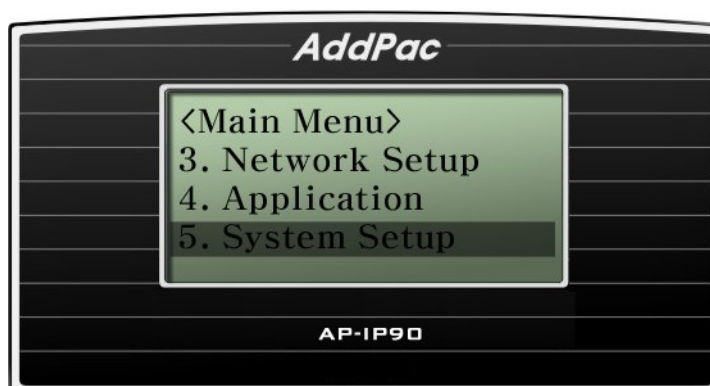 AddPac
<Main Menu>
3. Network Setup
4. Application
5. System Setup
AP-IP90